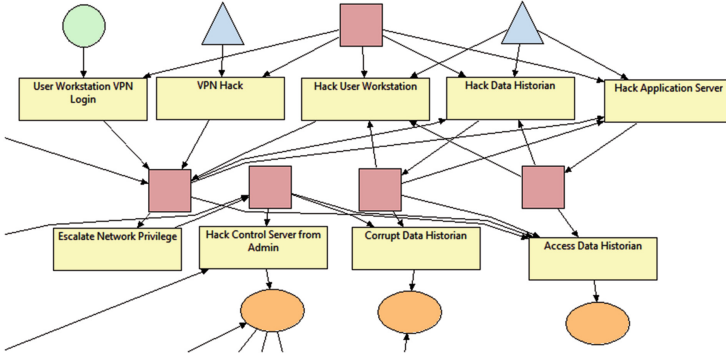 User Workstation VPN
Login
VPN Hack
Hack User Workstation
Hack Data Historian
Hack Application Server
Escalate Network Privilege
Hack Control Server from
Admin
Corrupt Data Historian
Access Data Historian